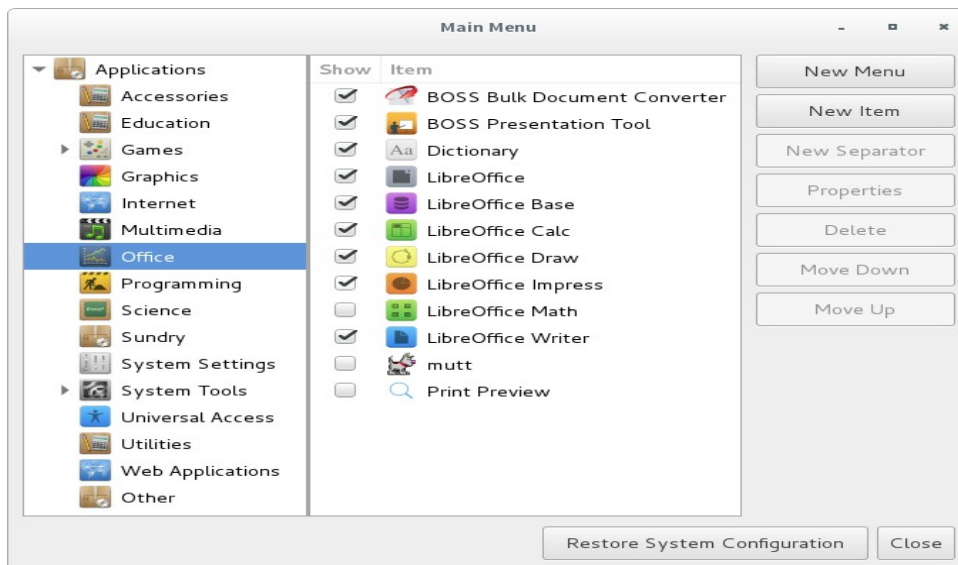 Main Menu
Applications
Accessories
Education
Games
Graphics
Internet
Multimedia
Office
Programming
Science
Sundry
System Settings
System Tools
Universal Access
Utilities
Web Applications
Other
Show Item
BOSS Bulk Document Converter
BOSS Presentation Tool
Aa Dictionary
LibreOffice
LibreOffice Base
LibreOffice Calc
LibreOffice Draw
LibreOffice Impress
LibreOffice Math
LibreOffice Writer
mutt
Print Preview
New Menu
New Item
New Separator
Properties
Delete
Move Down
Move Up
Restore System Configuration
Close